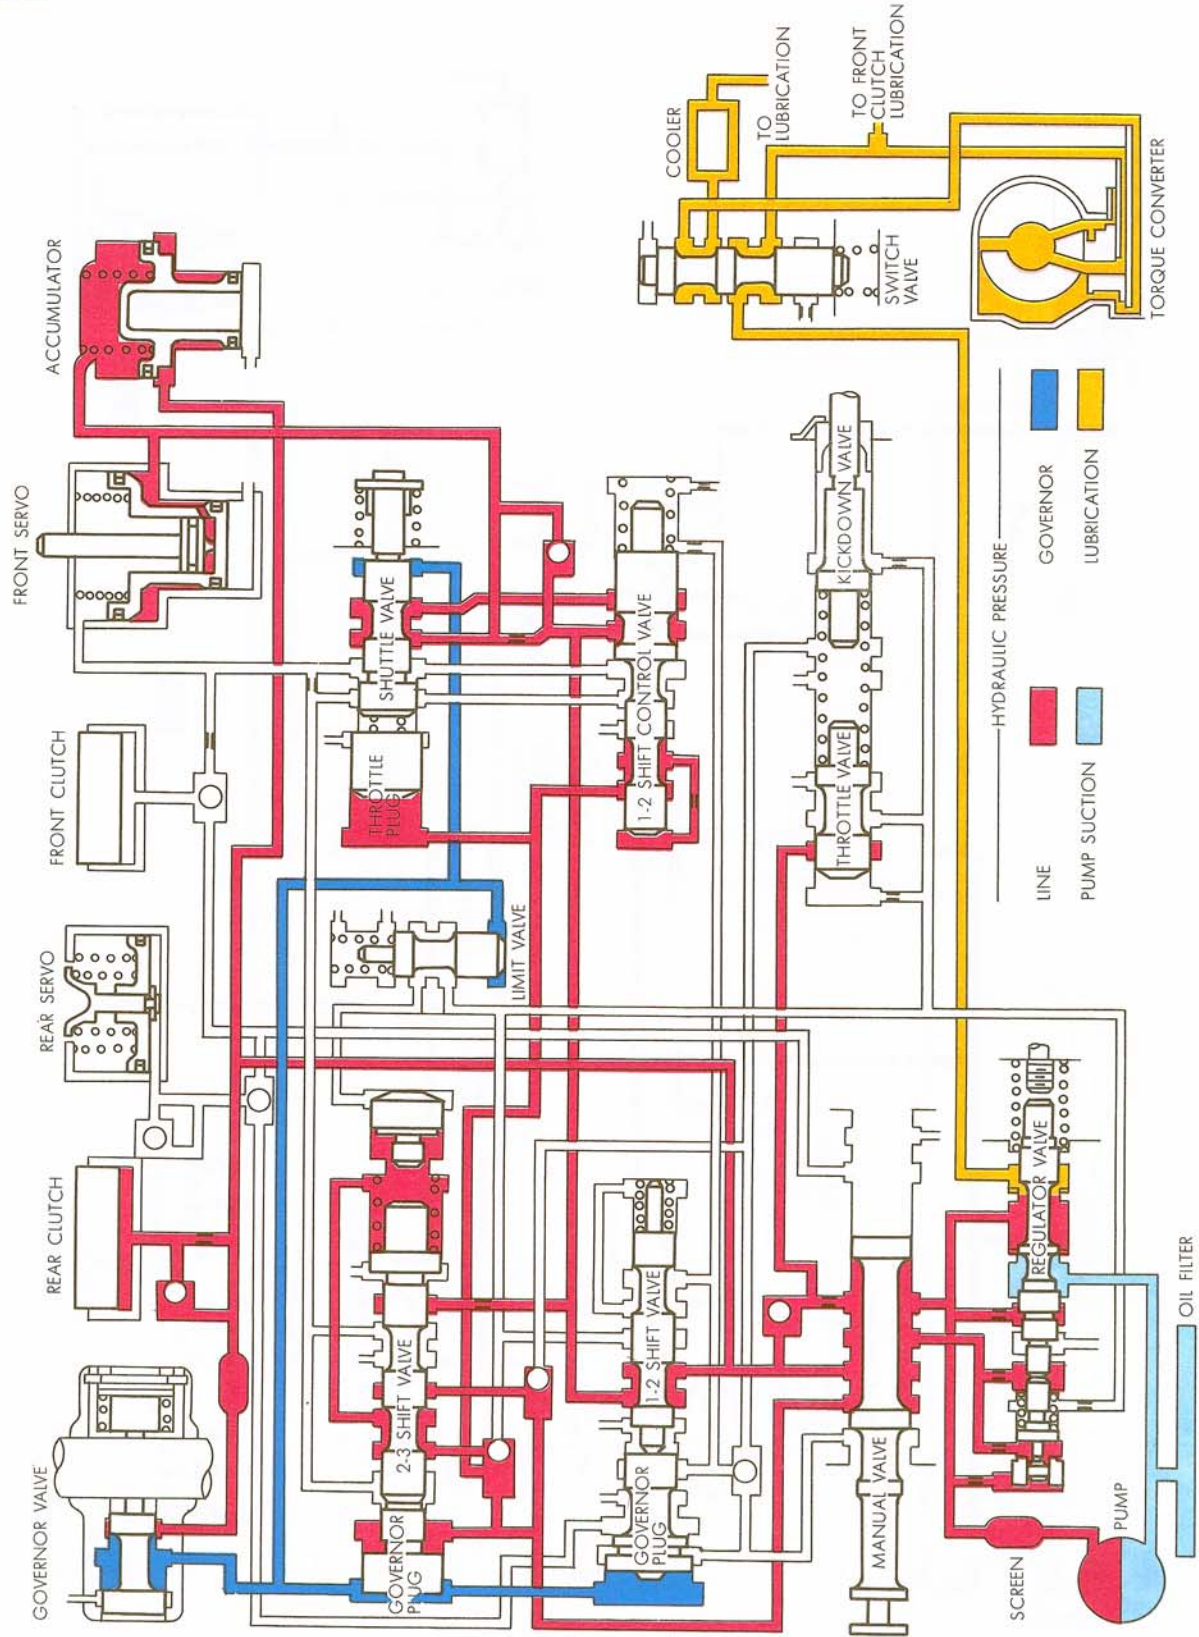 GOVERNOR VALVE
REAR CLUTCH
REAR SERVO
FRONT CLUTCH
FRONT SERVO
ACCUMULATOR
GOVERNOR
PLUG
2-3 SHIFT VALVE
LIMIT VALVE
THROTTLE
PLUG
SHUTTLE VALVE
GOVERNOR
PLUG
1-2 SHIFT VALVE
1-2 SHIFT CONTROL VALVE
COOLER
TO
LUBRICATION
TO FRONT
CLUTCH
LUBRICATION
SWITCH
VALVE
THROTTLE VALVE
KICKDOWN VALVE
MANUAL VALVE
TORQUE CONVERTER
HYDRAULIC PRESSURE
LINE
GOVERNOR
PUMP SUCTION
LUBRICATION
REGULATOR VALVE
SCREEN
PUMP
OIL FILTER